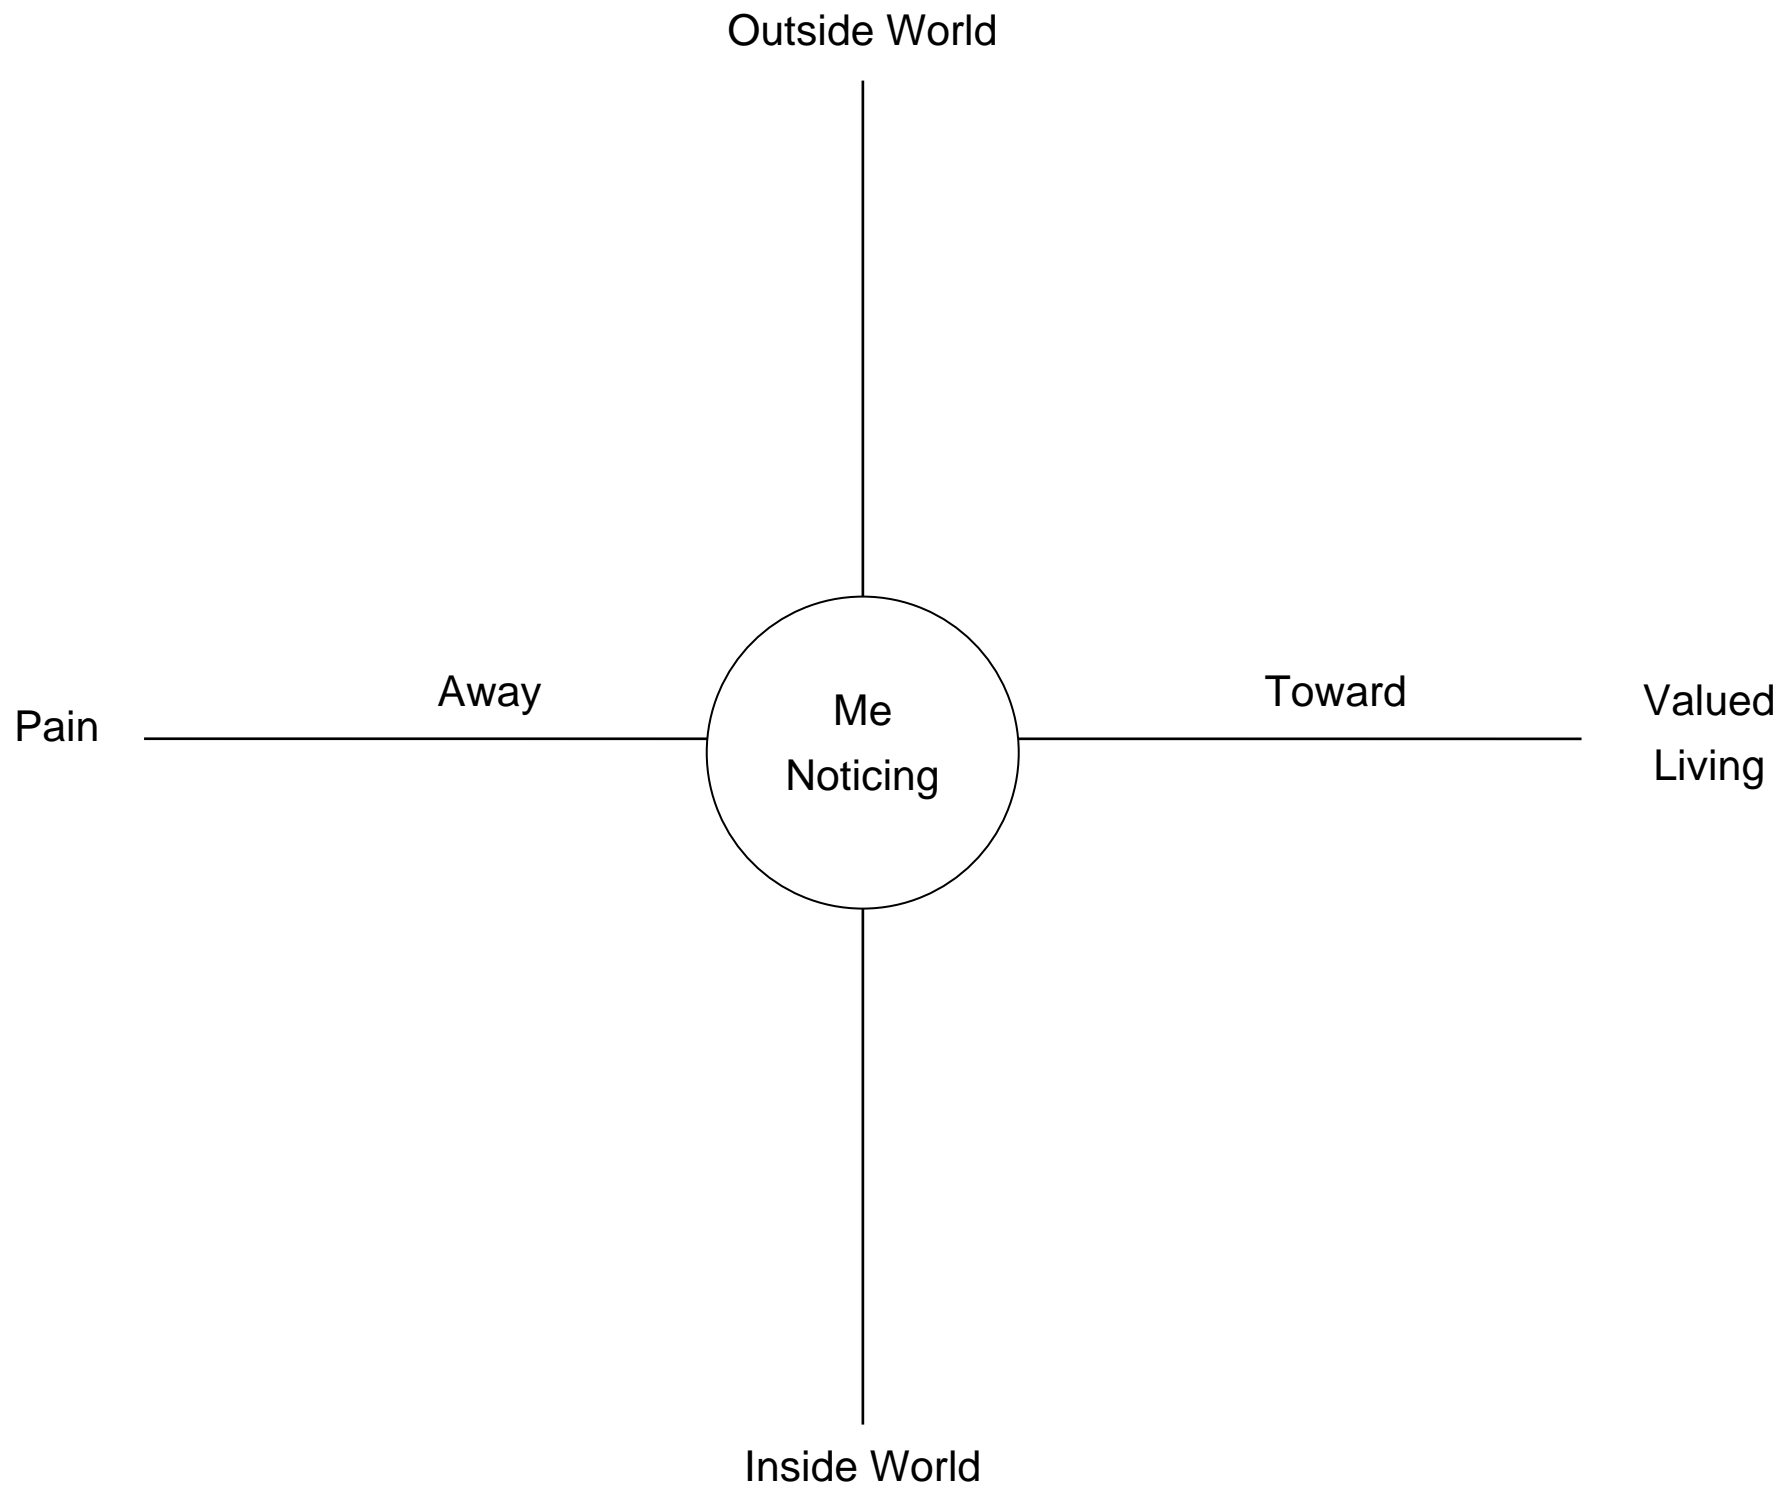 Outside World
Away
Toward
Pain
Me
Noticing
Valued
Living
Inside World